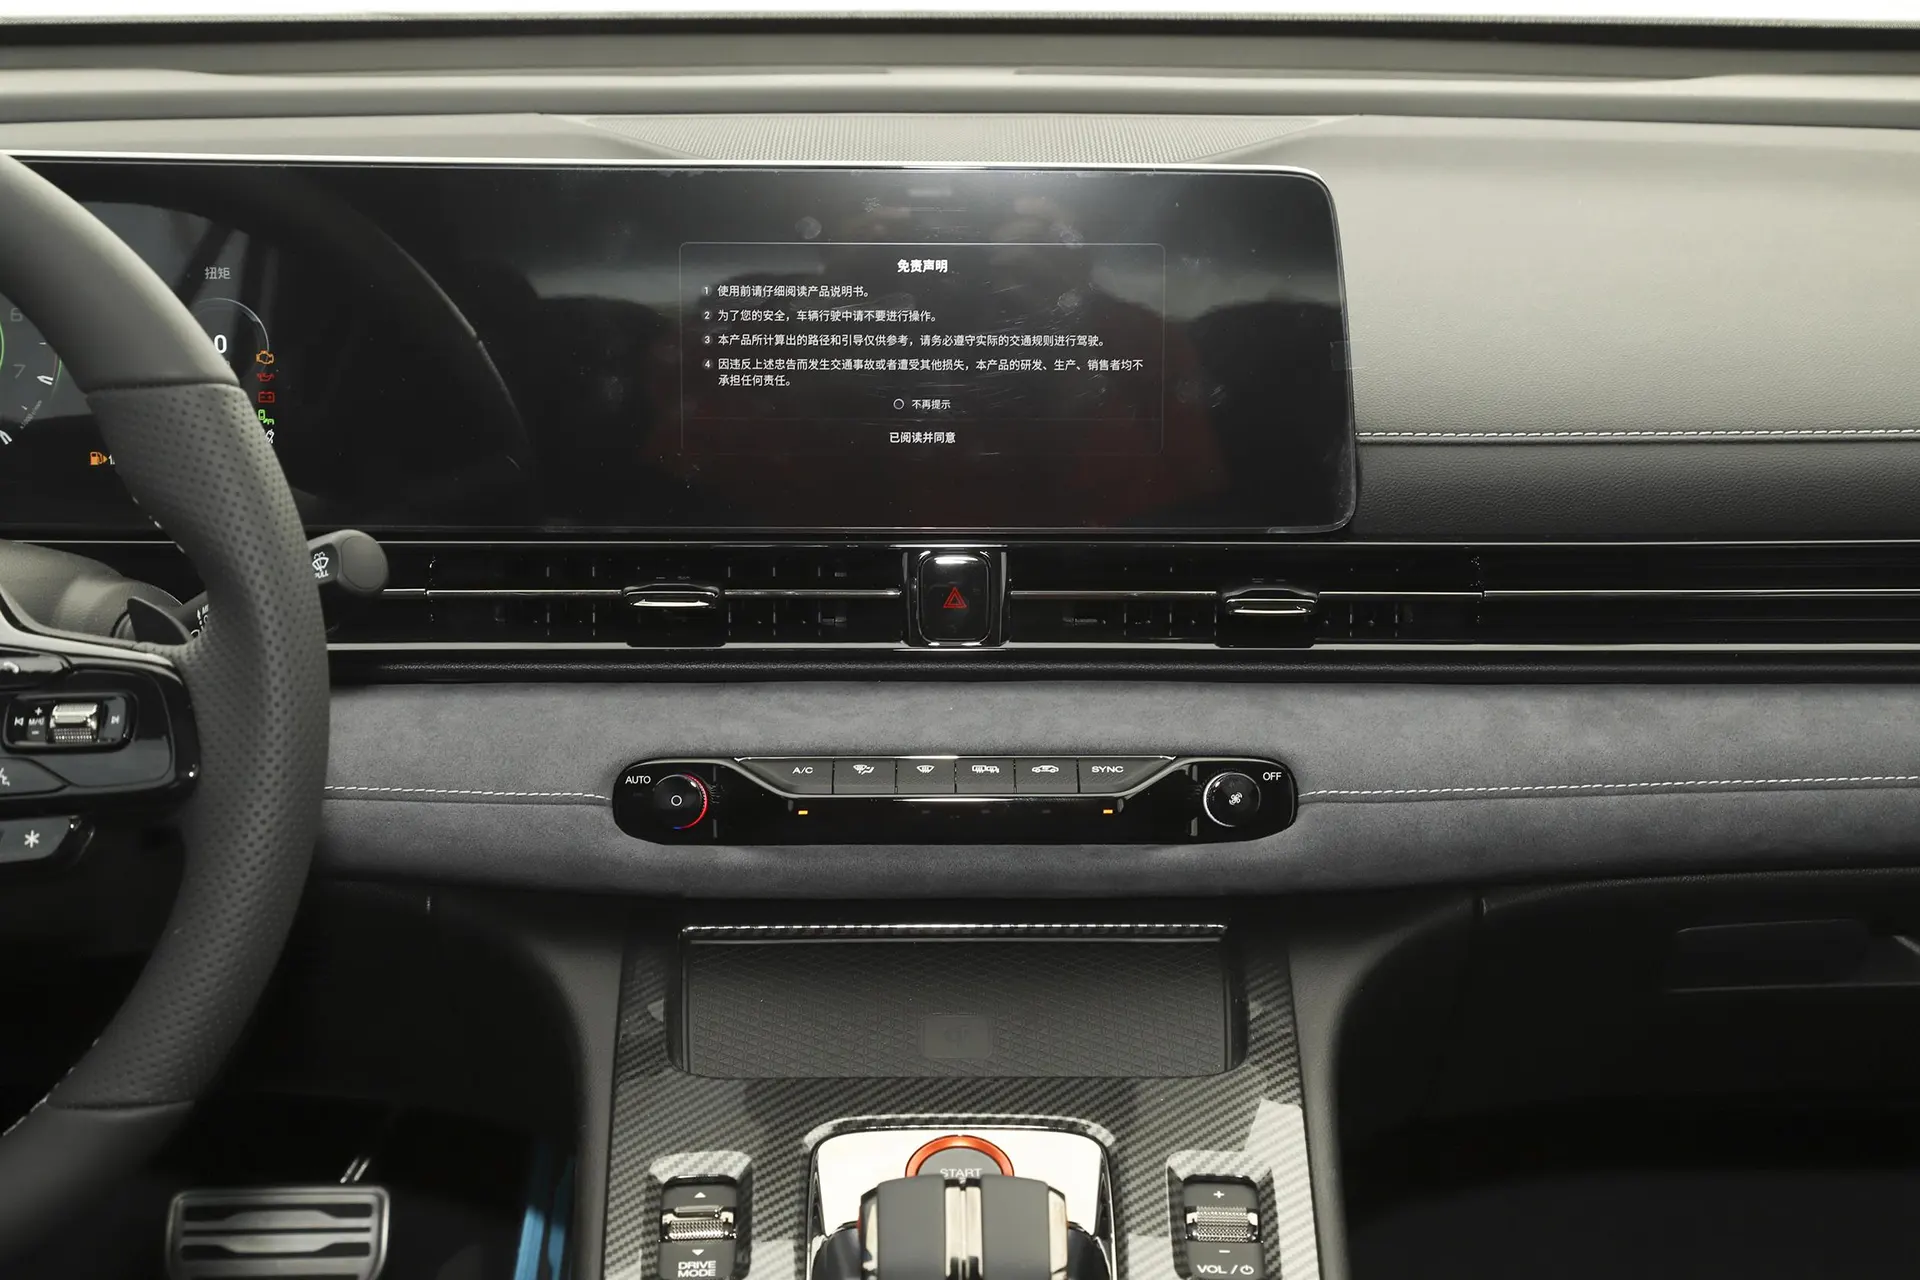 扭矩
6
7
0
免责声明
1 使用前请仔细阅读产品说明书。
2 为了您的安全，车辆行驶中请不要进行操作。
3 本产品所计算出的路径和引导仅供参考，请务必遵守实际的交通规则进行驾驶。
4 因违反上述忠告而发生交通事故或者遭受其他损失，本产品的研发、生产、销售者均不
承担任何责任。
不再提示
已阅读并同意
PULL
AUTO
A/C
SYNC
OFF
START
DRIVE
MODE
VOL /